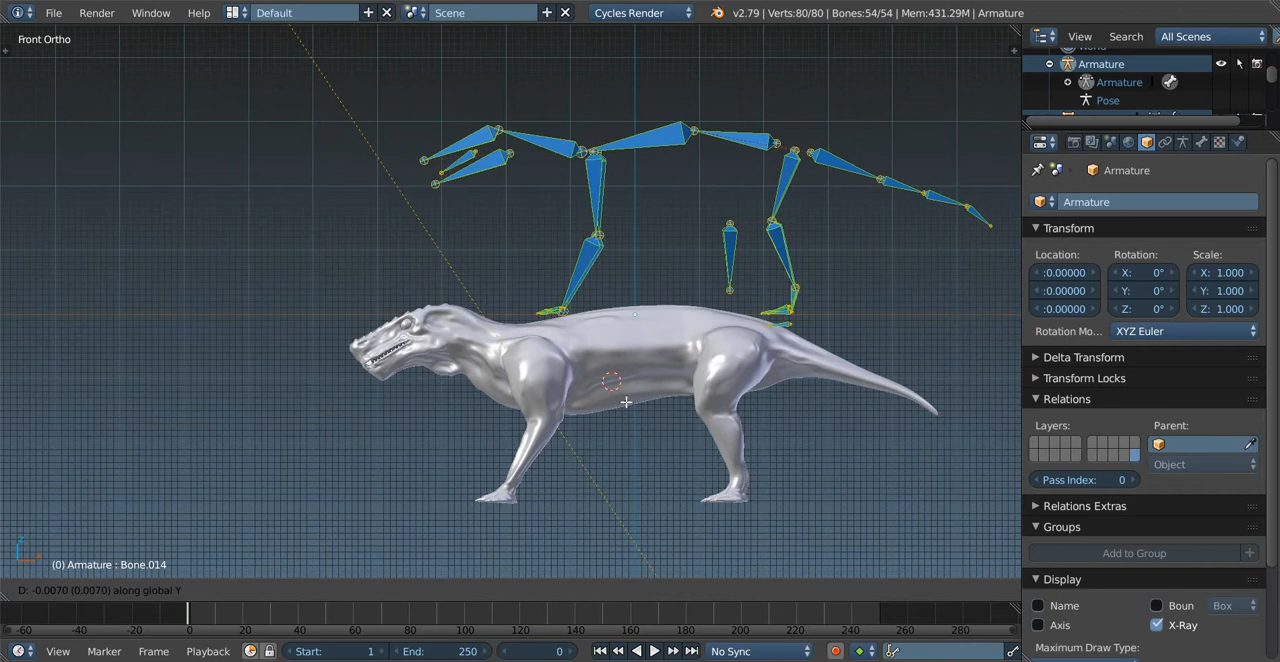 File Render Window Help Default Scene Cycles Render v2.79 | Verts:80/80 | Bones:54/54 | Mem:431.29M | Armature
Front Ortho
View Search All Scenes
Armature
Armature
Pose
Armature
Armature
Transform
Location: Rotation: Scale:
:0.00000 X: 0° X: 1.000
:0.00000 Y: 0° Y: 1.000
:0.00000 Z: 0° Z: 1.000
Rotation Mo... XYZ Euler
Delta Transform
Transform Locks
Relations
Layers: Parent:
Object
Pass Index: 0
Relations Extras
Groups
Add to Group
Display
Name Boun Box
Axis X-Ray
Maximum Draw Type:
z
(0) Armature : Bone.014
D: -0.0070 (0.0070) along global Y
-60 -40 -20 0 20 40 60 80 100 120 140 160 180 200 220 240 260 280
View Marker Frame Playback Start: 1 End: 250 0 No Sync